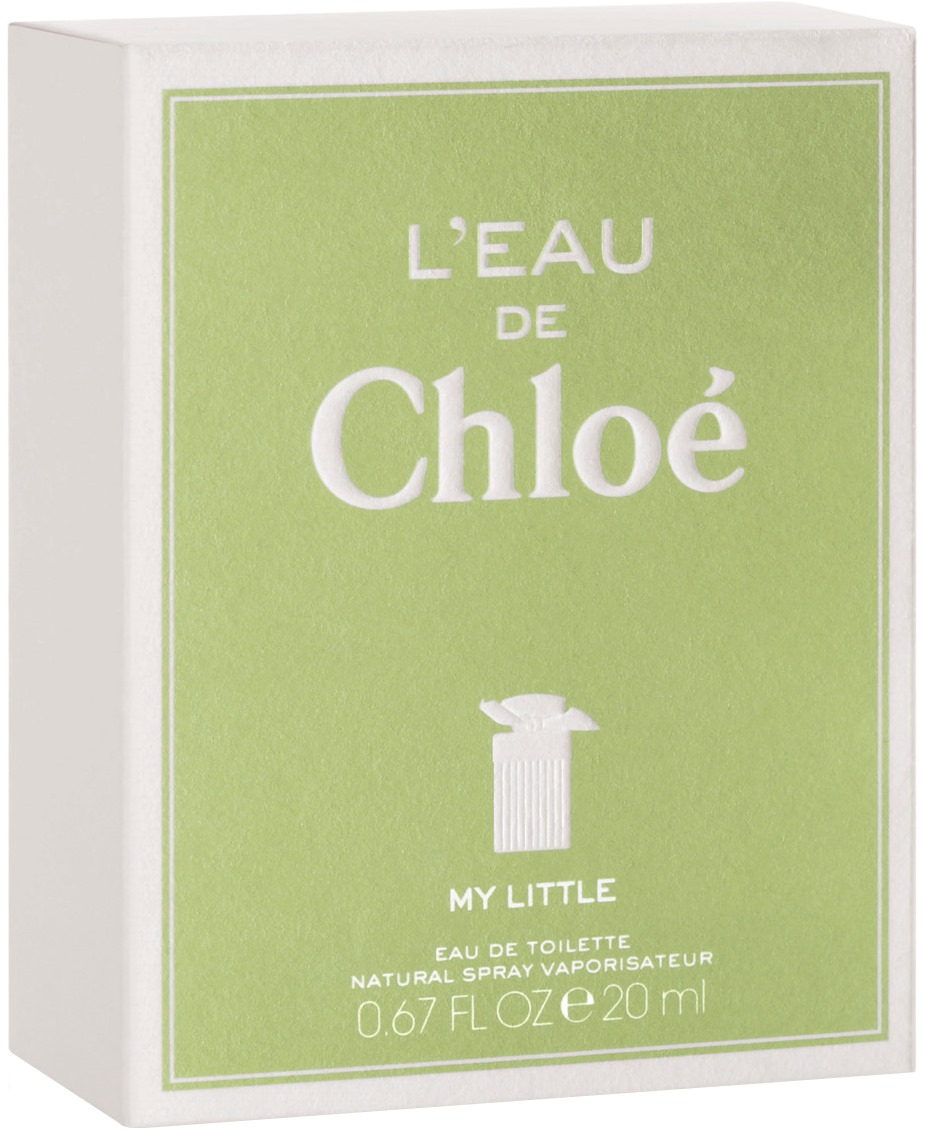 L'EAU
DE
Chloé
MY LITTLE
EAU DE TOILETTE
NATURAL SPRAY VAPORISATEUR
0.67 FL OZ e 20 ml